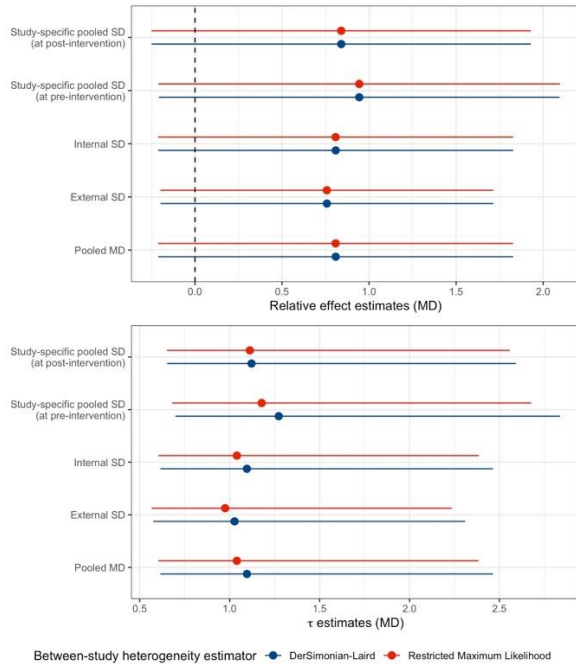 Study-specific pooled SD
(at post-intervention)
Study-specific pooled SD
(at pre-intervention)
Internal SD
External SD
Pooled MD
0.0 0.5 1.0 1.5 2.0
Relative effect estimates (MD)
Study-specific pooled SD
(at post-intervention)
Study-specific pooled SD
(at pre-intervention)
Internal SD
External SD
Pooled MD
0.5 1.0 1.5 2.0 2.5
τ estimates (MD)
Between-study heterogeneity estimator DerSimonian-Laird Restricted Maximum Likelihood